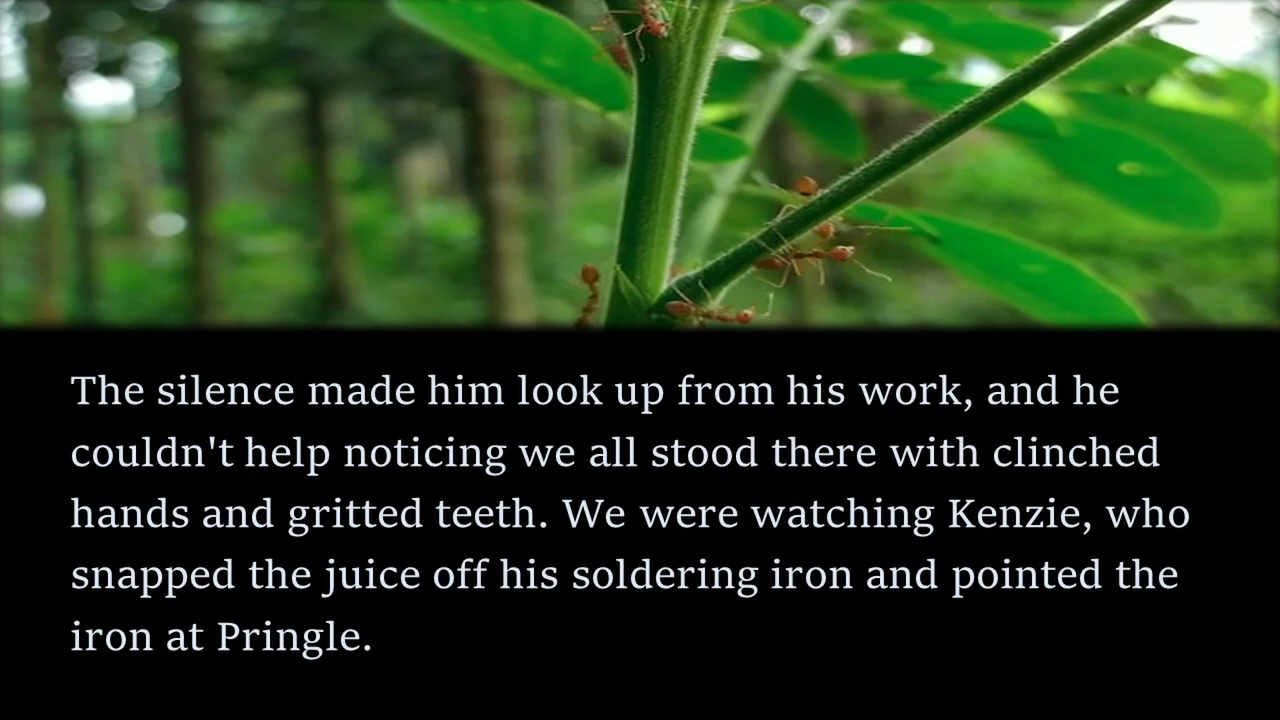 The silence made him look up from his work, and he
couldn't help noticing we all stood there with clinched
hands and gritted teeth. We were watching Kenzie, who
snapped the juice off his soldering iron and pointed the
iron at Pringle.